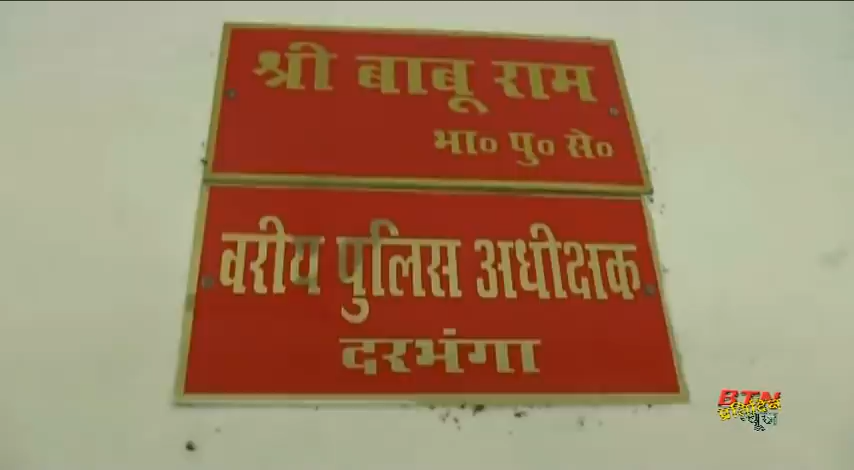 श्री बाबू राम
भा० पु० से०
वरीय पुलिस अधीक्षक
दरभंगा
BTN
न्यूज